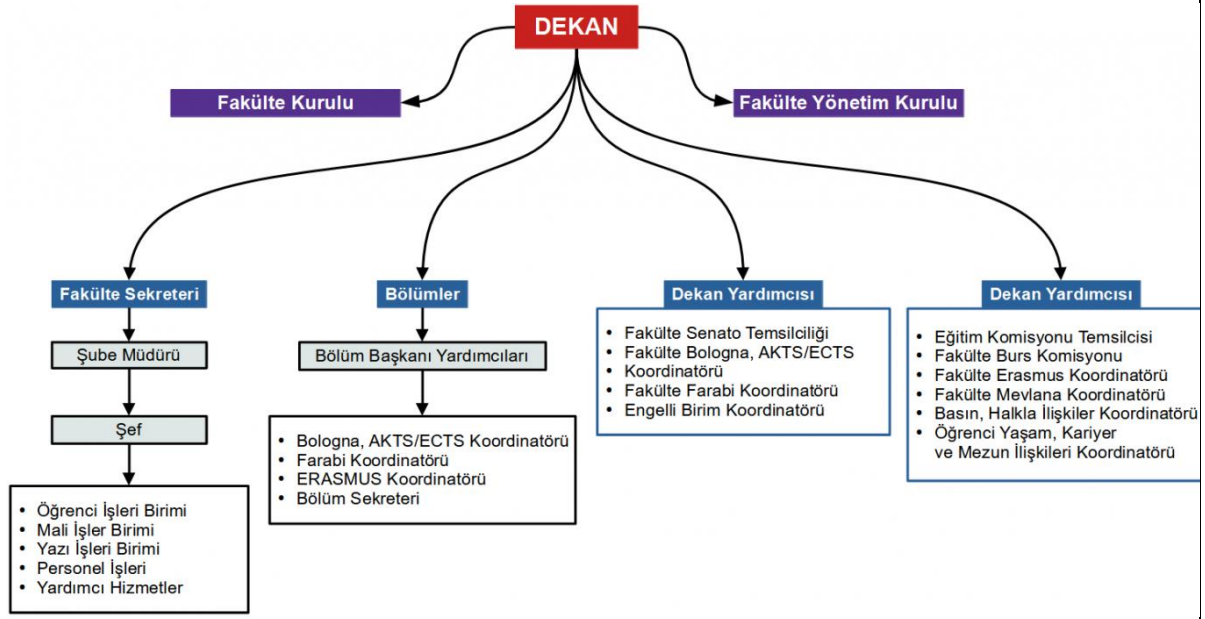 DEKAN
Fakülte Kurulu
Fakülte Yönetim Kurulu
Fakülte Sekreteri
Şube Müdürü
Şef
• Öğrenci İşleri Birimi
• Mali İşler Birimi
• Yazı İşleri Birimi
• Personel İşleri
• Yardımcı Hizmetler
Bölümler
Bölüm Başkanı Yardımcıları
• Bologna, AKTS/ECTS Koordinatörü
• Farabi Koordinatörü
• ERASMUS Koordinatörü
• Bölüm Sekreteri
Dekan Yardımcısı
• Fakülte Senato Temsilciliği
• Fakülte Bologna, AKTS/ECTS
• Koordinatörü
• Fakülte Farabi Koordinatörü
• Engelli Birim Koordinatörü
Dekan Yardımcısı
• Eğitim Komisyonu Temsilcisi
• Fakülte Burs Komisyonu
• Fakülte Erasmus Koordinatörü
• Fakülte Mevlana Koordinatörü
• Basın, Halkla İlişkiler Koordinatörü
• Öğrenci Yaşam, Kariyer
ve Mezun İlişkileri Koordinatörü